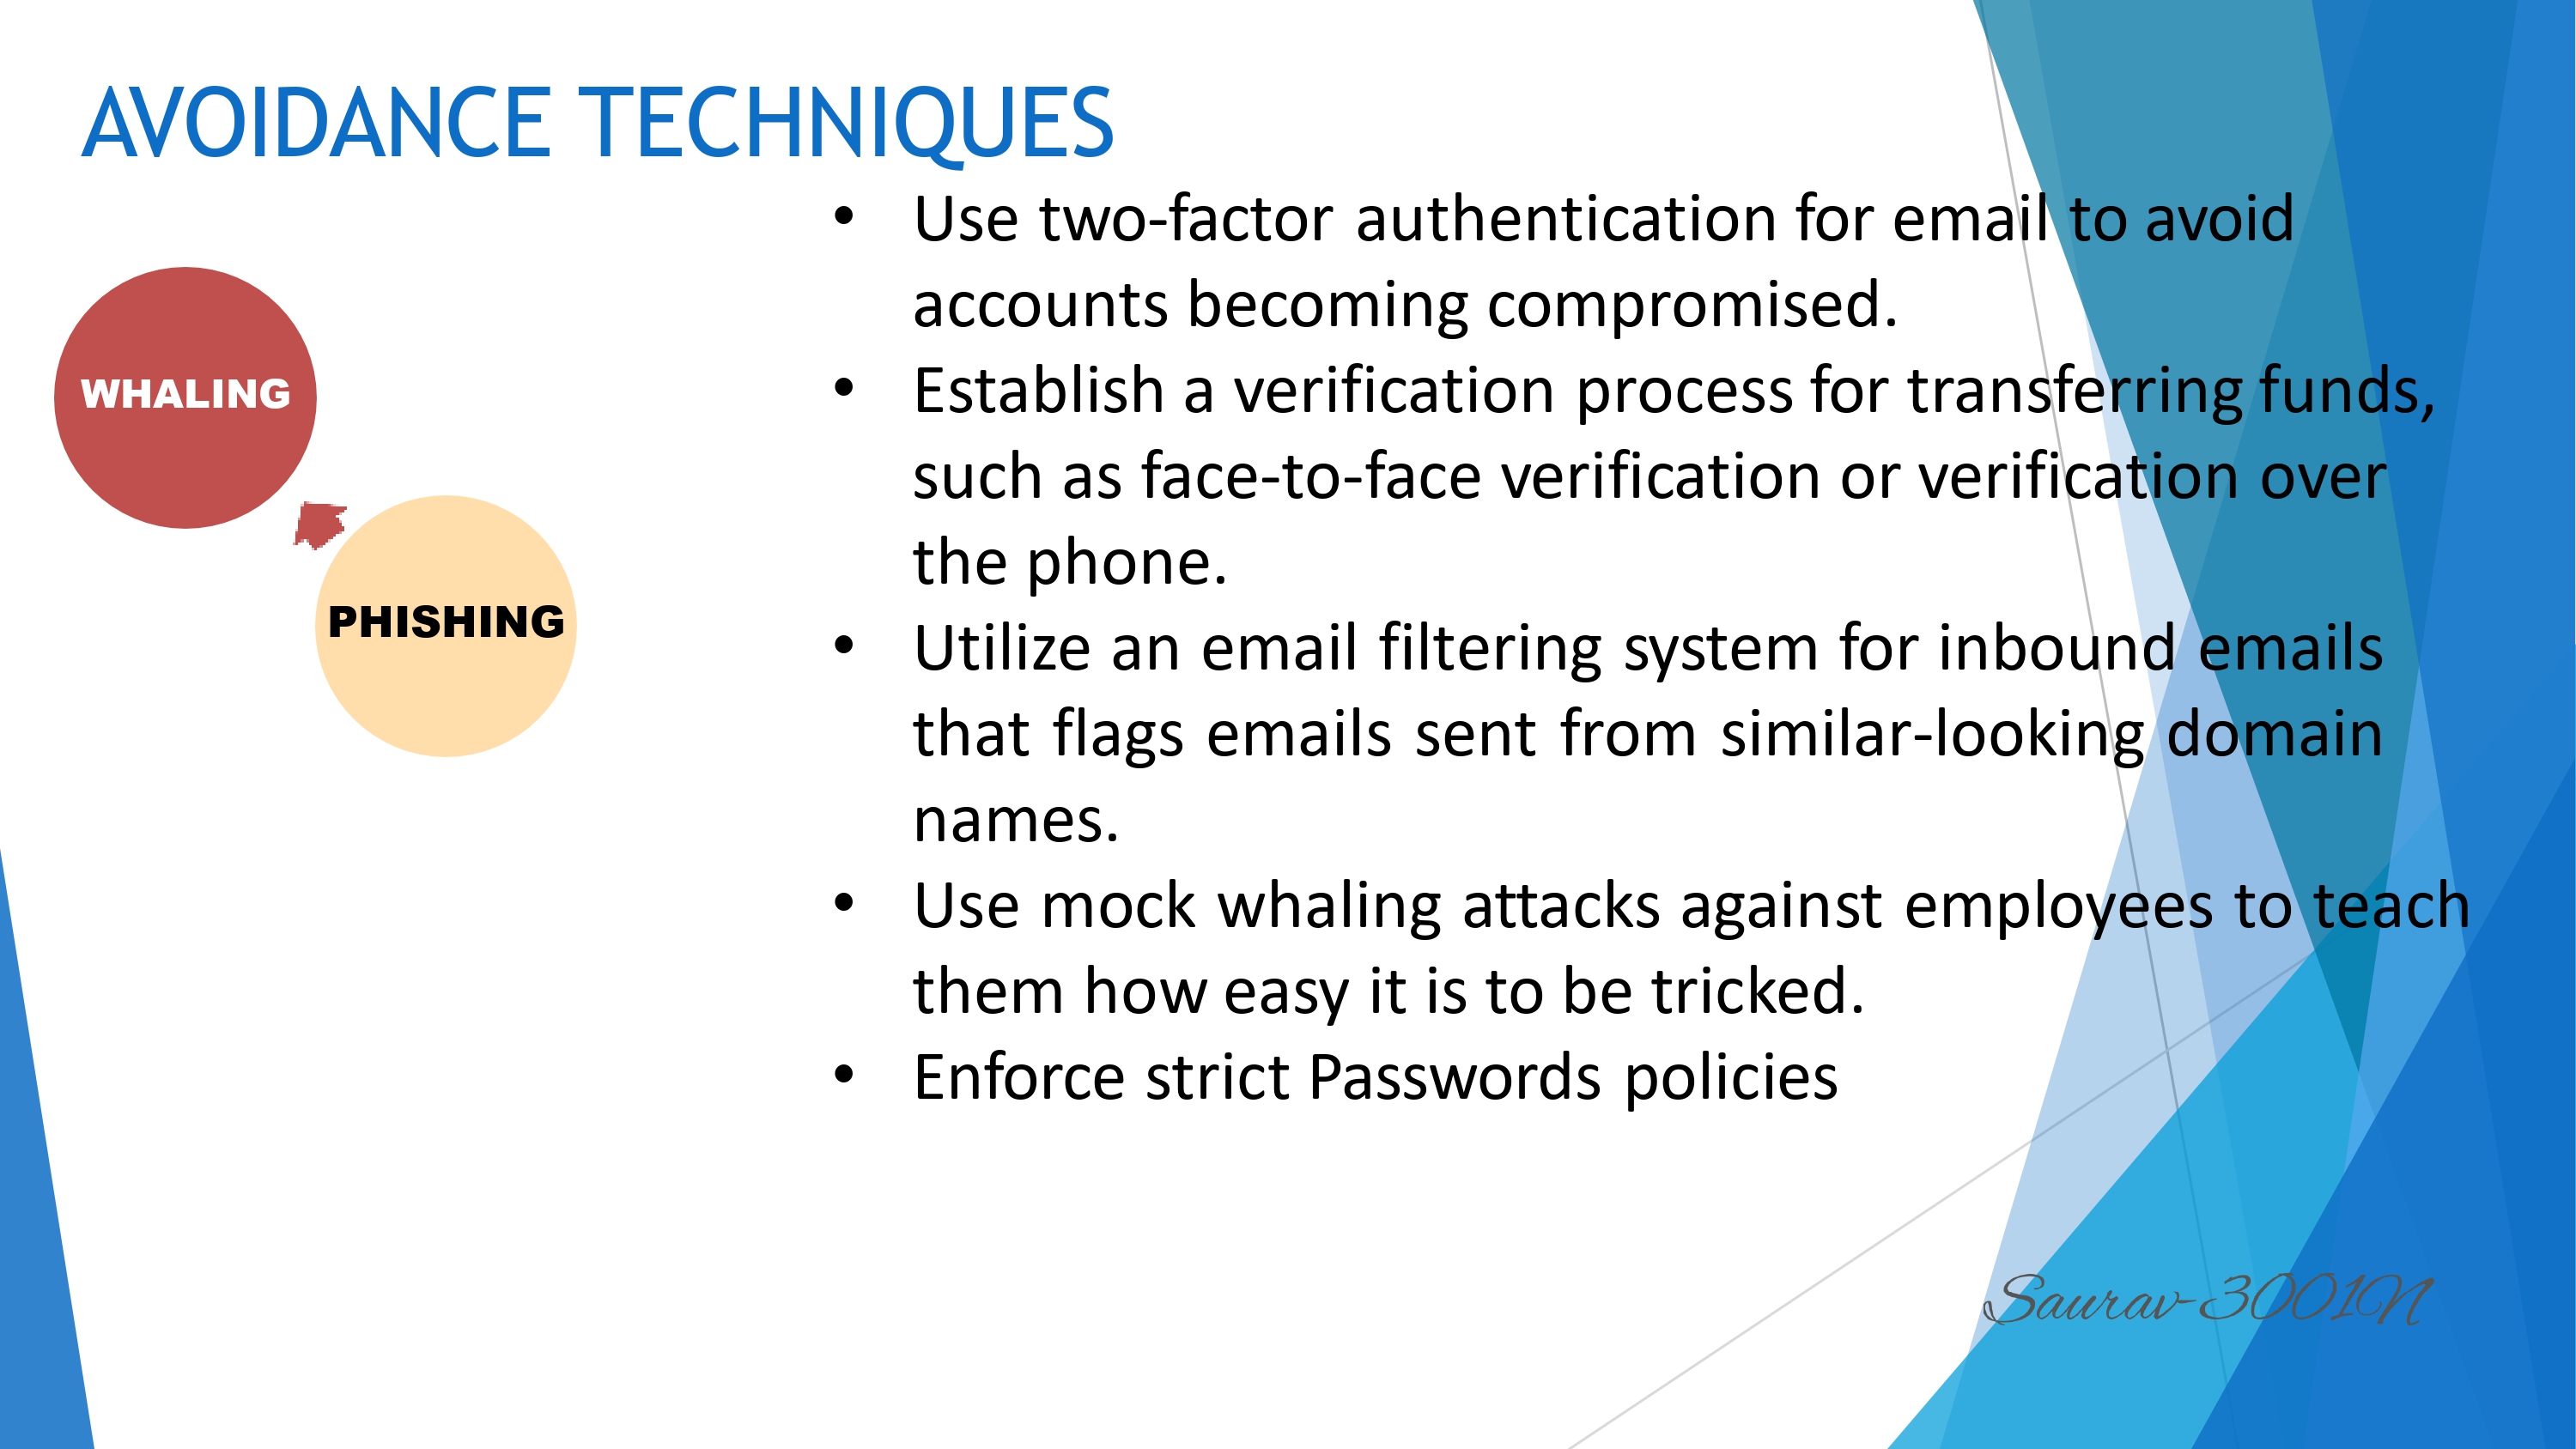 AVOIDANCE TECHNIQUES
WHALING
PHISHING
• Use two-factor authentication for email to avoid
accounts becoming compromised.
• Establish a verification process for transferring funds,
such as face-to-face verification or verification over
the phone.
• Utilize an email filtering system for inbound emails
that flags emails sent from similar-looking domain
names.
• Use mock whaling attacks against employees to teach
them how easy it is to be tricked.
• Enforce strict Passwords policies
Saurav-3001N